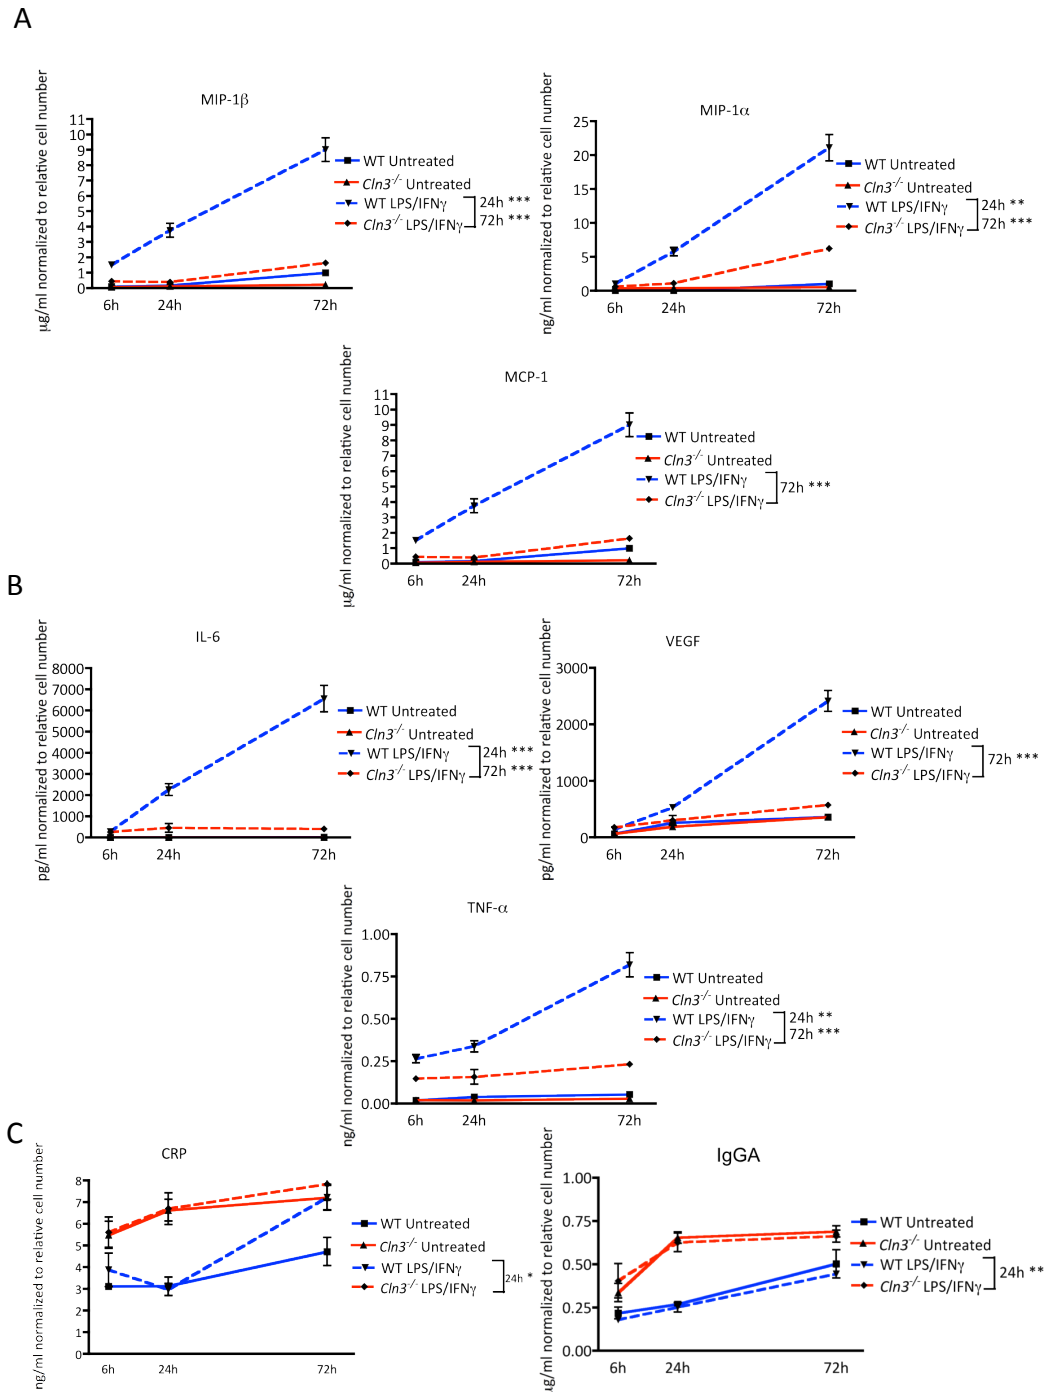 A
MIP-1β
µg/ml normalized to relative cell number
11
10
9
8
7
6
5
4
3
2
1
0
6h 24h 72h
WT Untreated
Cln3-/- Untreated
WT LPS/IFNγ
Cln3-/- LPS/IFNγ
24h ***
72h ***
MIP-1α
ng/ml normalized to relative cell number
25
20
15
10
5
0
6h 24h 72h
WT Untreated
Cln3-/- Untreated
WT LPS/IFNγ
Cln3-/- LPS/IFNγ
24h **
72h ***
MCP-1
µg/ml normalized to relative cell number
11
10
9
8
7
6
5
4
3
2
1
0
6h 24h 72h
WT Untreated
Cln3-/- Untreated
WT LPS/IFNγ
Cln3-/- LPS/IFNγ
72h ***
B
IL-6
pg/ml normalized to relative cell number
8000
7000
6000
5000
4000
3000
2000
1000
0
6h 24h 72h
WT Untreated
Cln3-/- Untreated
WT LPS/IFNγ
Cln3-/- LPS/IFNγ
24h ***
72h ***
VEGF
pg/ml normalized to relative cell number
3000
2000
1000
0
6h 24h 72h
WT Untreated
Cln3-/- Untreated
WT LPS/IFNγ
Cln3-/- LPS/IFNγ
72h ***
TNF-α
ng/ml normalized to relative cell number
1.00
0.75
0.50
0.25
0.00
6h 24h 72h
WT Untreated
Cln3-/- Untreated
WT LPS/IFNγ
Cln3-/- LPS/IFNγ
24h **
72h ***
C
CRP
ng/ml normalized to relative cell number
8
7
6
5
4
3
2
1
0
6h 24h 72h
WT Untreated
Cln3-/- Untreated
WT LPS/IFNγ
Cln3-/- LPS/IFNγ
24h *
IgGA
µg/ml normalized to relative cell number
1.00
0.75
0.50
0.25
0.00
6h 24h 72h
WT Untreated
Cln3-/- Untreated
WT LPS/IFNγ
Cln3-/- LPS/IFNγ
24h **